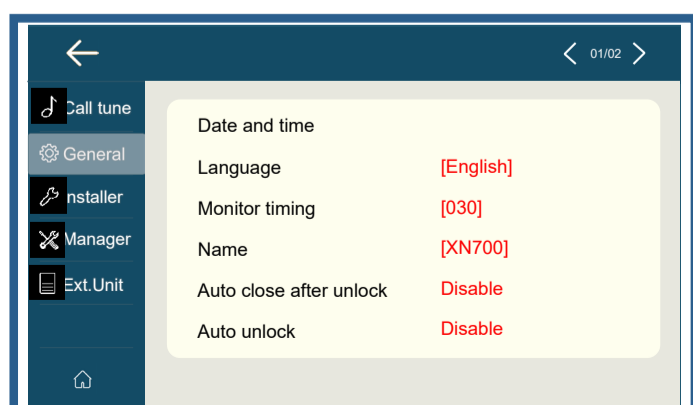 01/02
Call tune
General
nstaller
Manager
Ext.Unit
Date and time
Language [English]
Monitor timing [030]
Name [XN700]
Auto close after unlock Disable
Auto unlock Disable